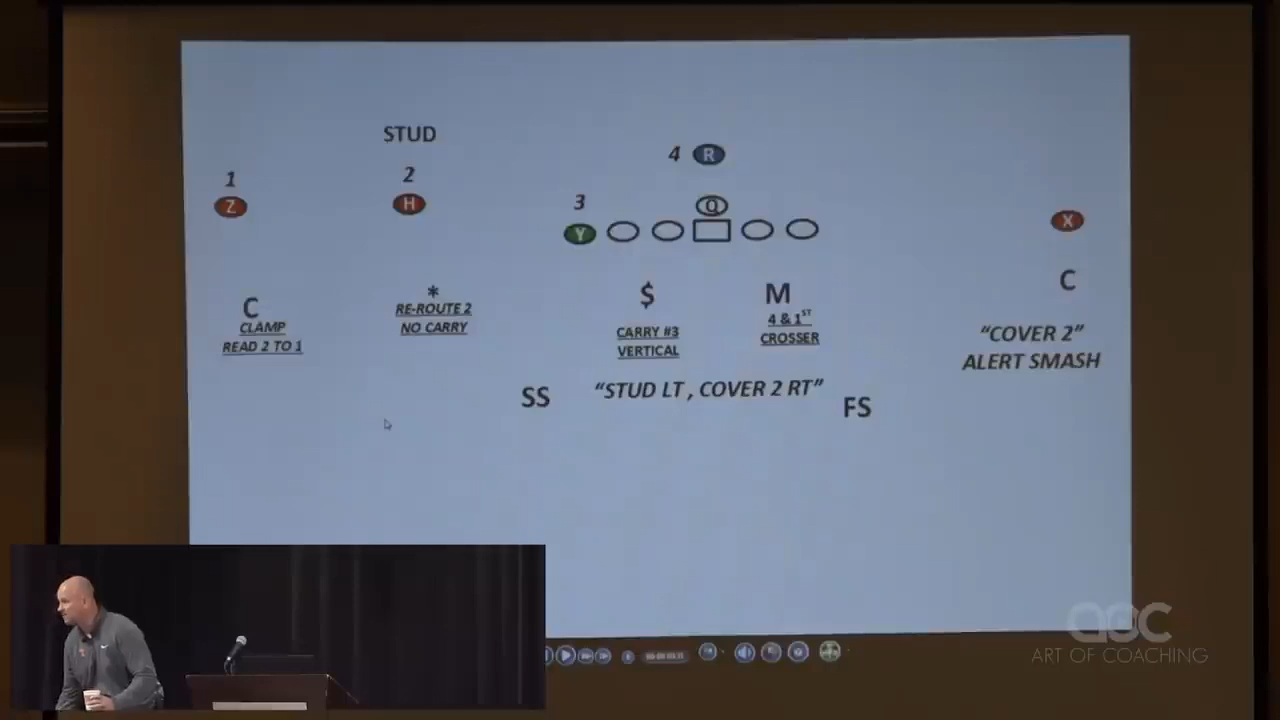 STUD
1
2
3
4
R
Z
H
Q
Y
X
C
CLAMP
READ 2 TO 1
*
RE-ROUTE 2
NO CARRY
$
CARRY #3
VERTICAL
M
4 & 1ST
CROSSER
C
"COVER 2"
ALERT SMASH
SS
"STUD LT , COVER 2 RT"
FS
aoc
ART OF COACHING